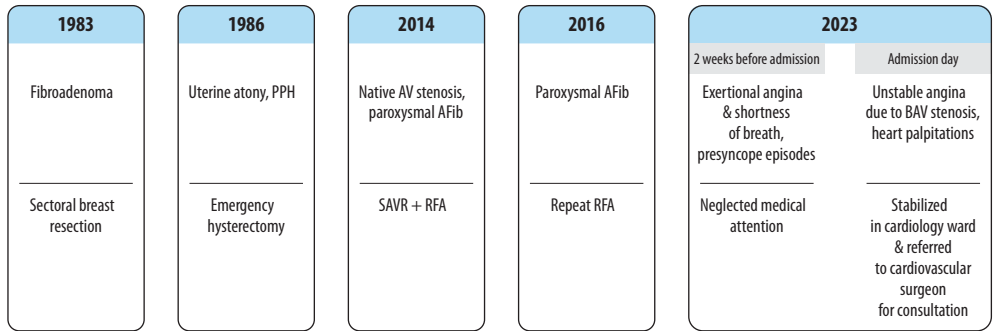 1983
Fibroadenoma
Sectoral breast
resection
1986
Uterine atony, PPH
Emergency
hysterectomy
2014
Native AV stenosis,
paroxysmal AFib
SAVR + RFA
2016
Paroxysmal AFib
Repeat RFA
2023
2 weeks before admission
Exertional angina
& shortness
of breath,
presyncope episodes
Neglected medical
attention
Admission day
Unstable angina
due to BAV stenosis,
heart palpitations
Stabilized
in cardiology ward
& referred
to cardiovascular
surgeon
for consultation